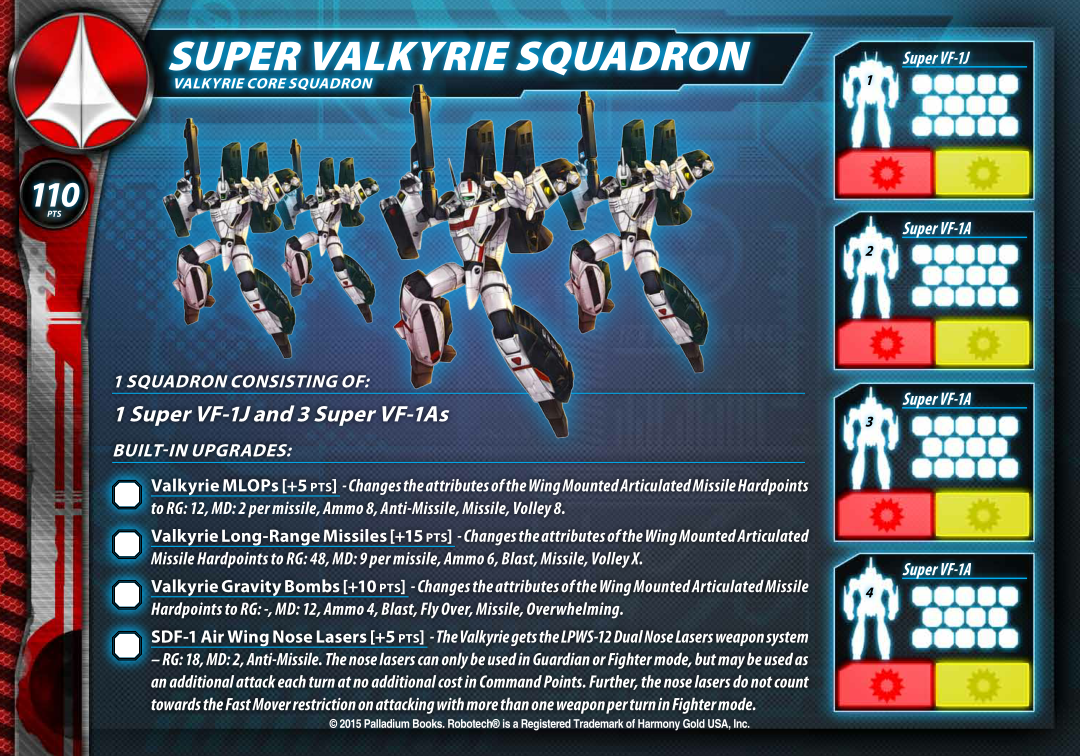 SUPER VALKYRIE SQUADRON
VALKYRIE CORE SQUADRON
110
PTS
1 SQUADRON CONSISTING OF:
1 Super VF-1J and 3 Super VF-1As
BUILT-IN UPGRADES:
Valkyrie MLOPs [+5 PTS] - Changes the attributes of the Wing Mounted Articulated Missile Hardpoints
to RG: 12, MD: 2 per missile, Ammo 8, Anti-Missile, Missile, Volley 8.
Valkyrie Long-Range Missiles [+15 PTS] - Changes the attributes of the Wing Mounted Articulated
Missile Hardpoints to RG: 48, MD: 9 per missile, Ammo 6, Blast, Missile, Volley X.
Valkyrie Gravity Bombs [+10 PTS] - Changes the attributes of the Wing Mounted Articulated Missile
Hardpoints to RG: -, MD: 12, Ammo 4, Blast, Fly Over, Missile, Overwhelming.
SDF-1 Air Wing Nose Lasers [+5 PTS] - The Valkyrie gets the LPWS-12 Dual Nose Lasers weapon system
– RG: 18, MD: 2, Anti-Missile. The nose lasers can only be used in Guardian or Fighter mode, but may be used as
an additional attack each turn at no additional cost in Command Points. Further, the nose lasers do not count
towards the Fast Mover restriction on attacking with more than one weapon per turn in Fighter mode.
© 2015 Palladium Books. Robotech® is a Registered Trademark of Harmony Gold USA, Inc.
Super VF-1J
1
Super VF-1A
2
Super VF-1A
3
Super VF-1A
4